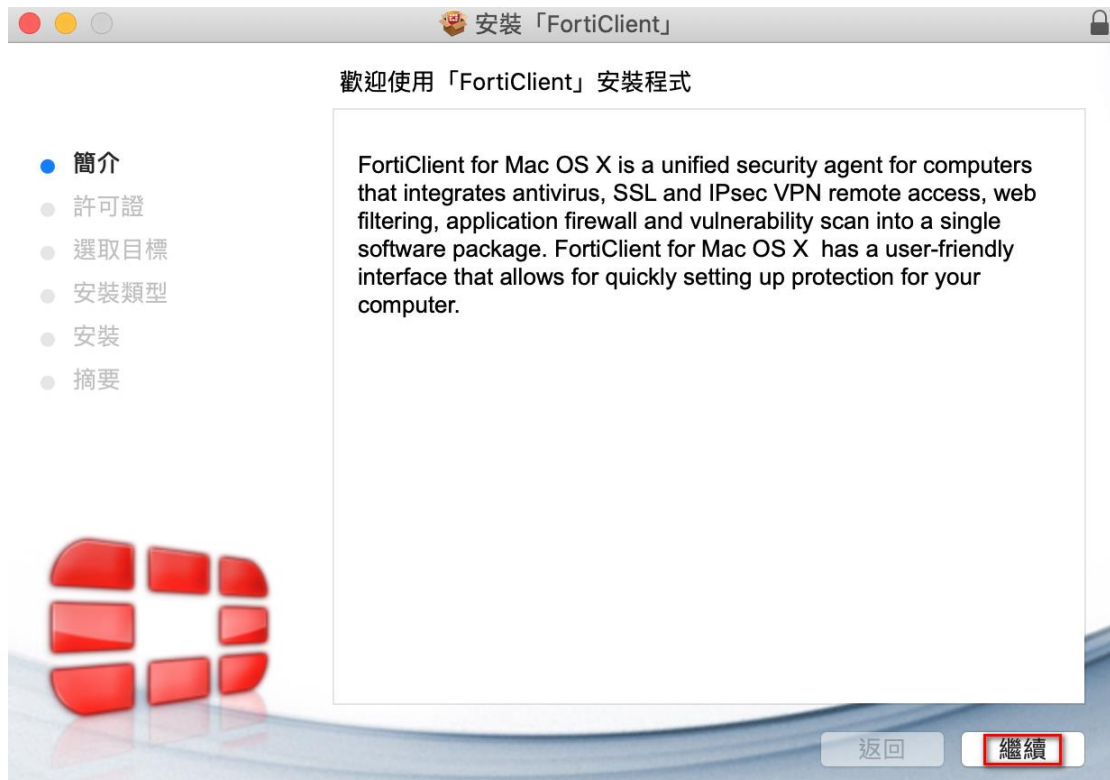 安裝「FortiClient」
歡迎使用「FortiClient」安裝程式
簡介
許可證
選取目標
安裝類型
安裝
摘要
FortiClient for Mac OS X is a unified security agent for computers
that integrates antivirus, SSL and IPsec VPN remote access, web
filtering, application firewall and vulnerability scan into a single
software package. FortiClient for Mac OS X  has a user-friendly
interface that allows for quickly setting up protection for your
computer.
返回
繼續